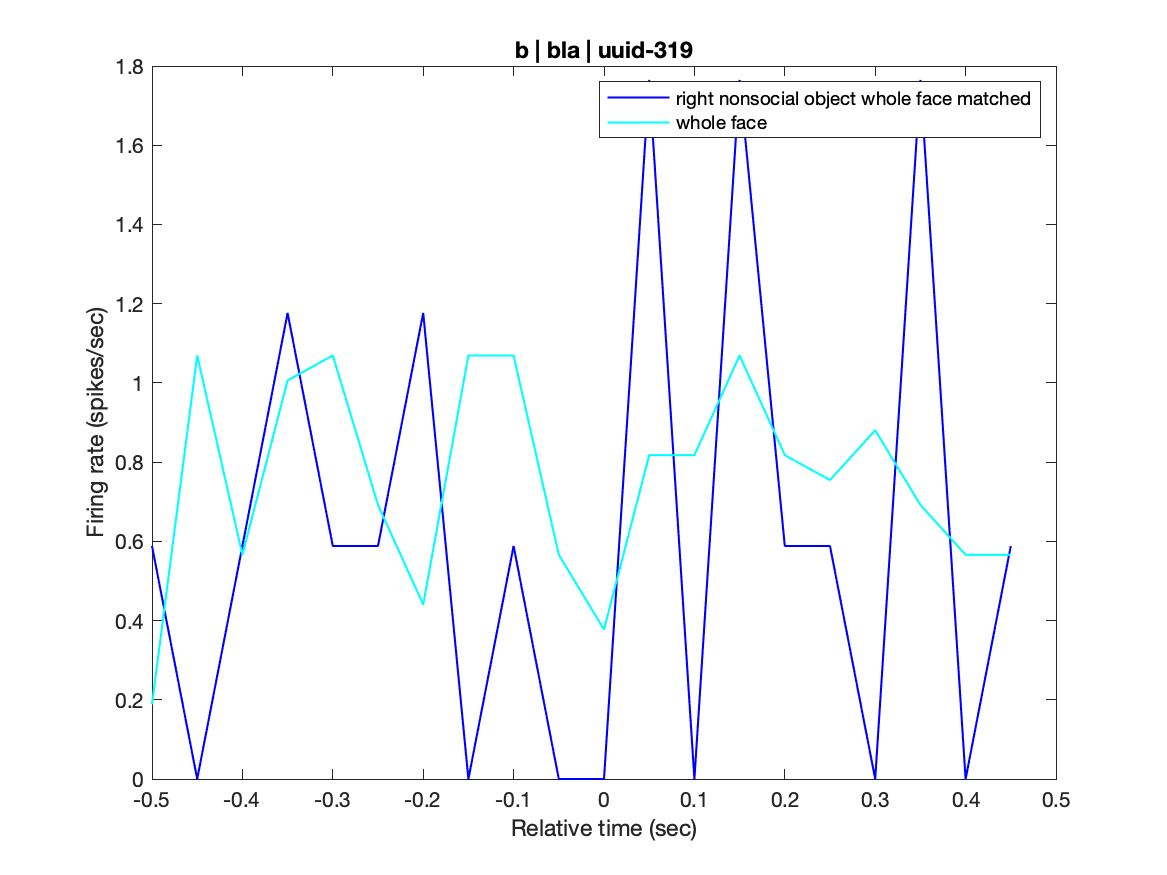 b | bla | uuid-319
right nonsocial object whole face matched
whole face
Firing rate (spikes/sec)
1.8
1.6
1.4
1.2
1
0.8
0.6
0.4
0.2
0
-0.5 -0.4 -0.3 -0.2 -0.1 0 0.1 0.2 0.3 0.4 0.5
Relative time (sec)